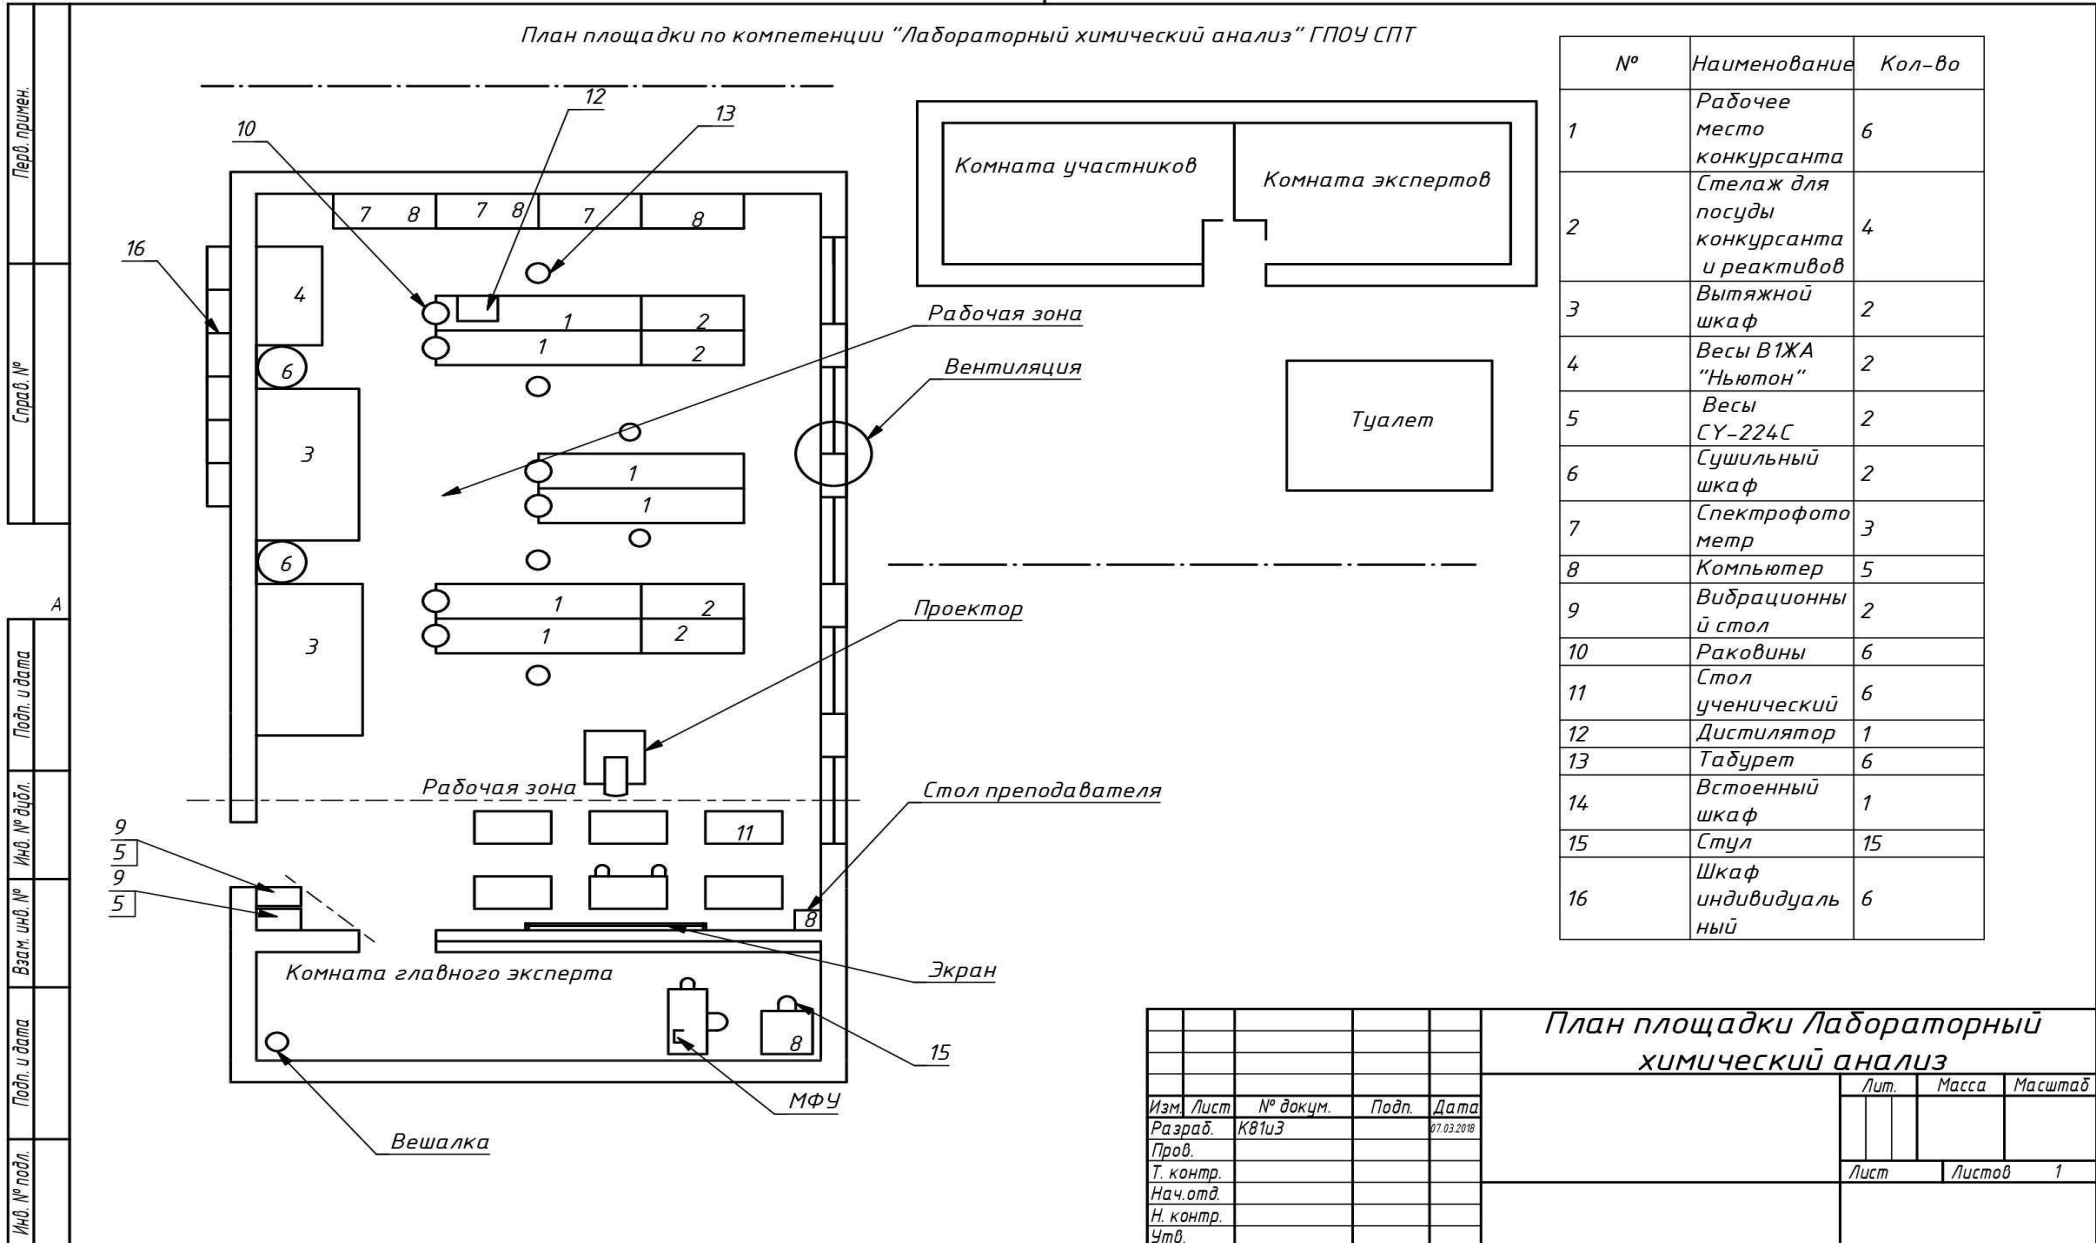 План площадки по компетенции "Лабораторный химический анализ" ГПОУ СПТ
Перв. примен.
Справ. №
А
Подп. и дата
Инв. № дубл.
Взам. инв. №
Подп. и дата
Инв. № подл.
12
13
10
16
7 8 7 8 7 8
4
1 2
1 2
6
3
1
1
6
1 2
1 2
3
Рабочая зона
Вентиляция
Проектор
Рабочая зона
Стол преподавателя
9
5
9
5
11
8
Комната главного эксперта
Экран
8
15
МФУ
Вешалка
Комната участников
Комната экспертов
Туалет
№ Наименование Кол-во
1 Рабочее
место 6
конкурсанта
Стелаж для
посуды
2 конкурсанта 4
и реактивов
3 Вытяжной 2
шкаф
4 Весы В1ЖА 2
"Ньютон"
5 Весы 2
CY-224C
6 Сушильный 2
шкаф
7 Спектрофото 3
метр
8 Компьютер 5
9 Вибрационны 2
й стол
10 Раковины 6
11 Стол 6
ученический
12 Дистилятор 1
13 Табурет 6
14 Встоенный 1
шкаф
15 Стул 15
Шкаф
16 индивидуаль 6
ный
План площадки Лабораторный
химический анализ
Лит. Масса Масштаб
Изм. Лист № докум. Подп. Дата
Разраб. К81иЗ 07.03.2018
Пров.
Т. контр.
Лист Листов 1
Нач.отд.
Н. контр.
Утв.